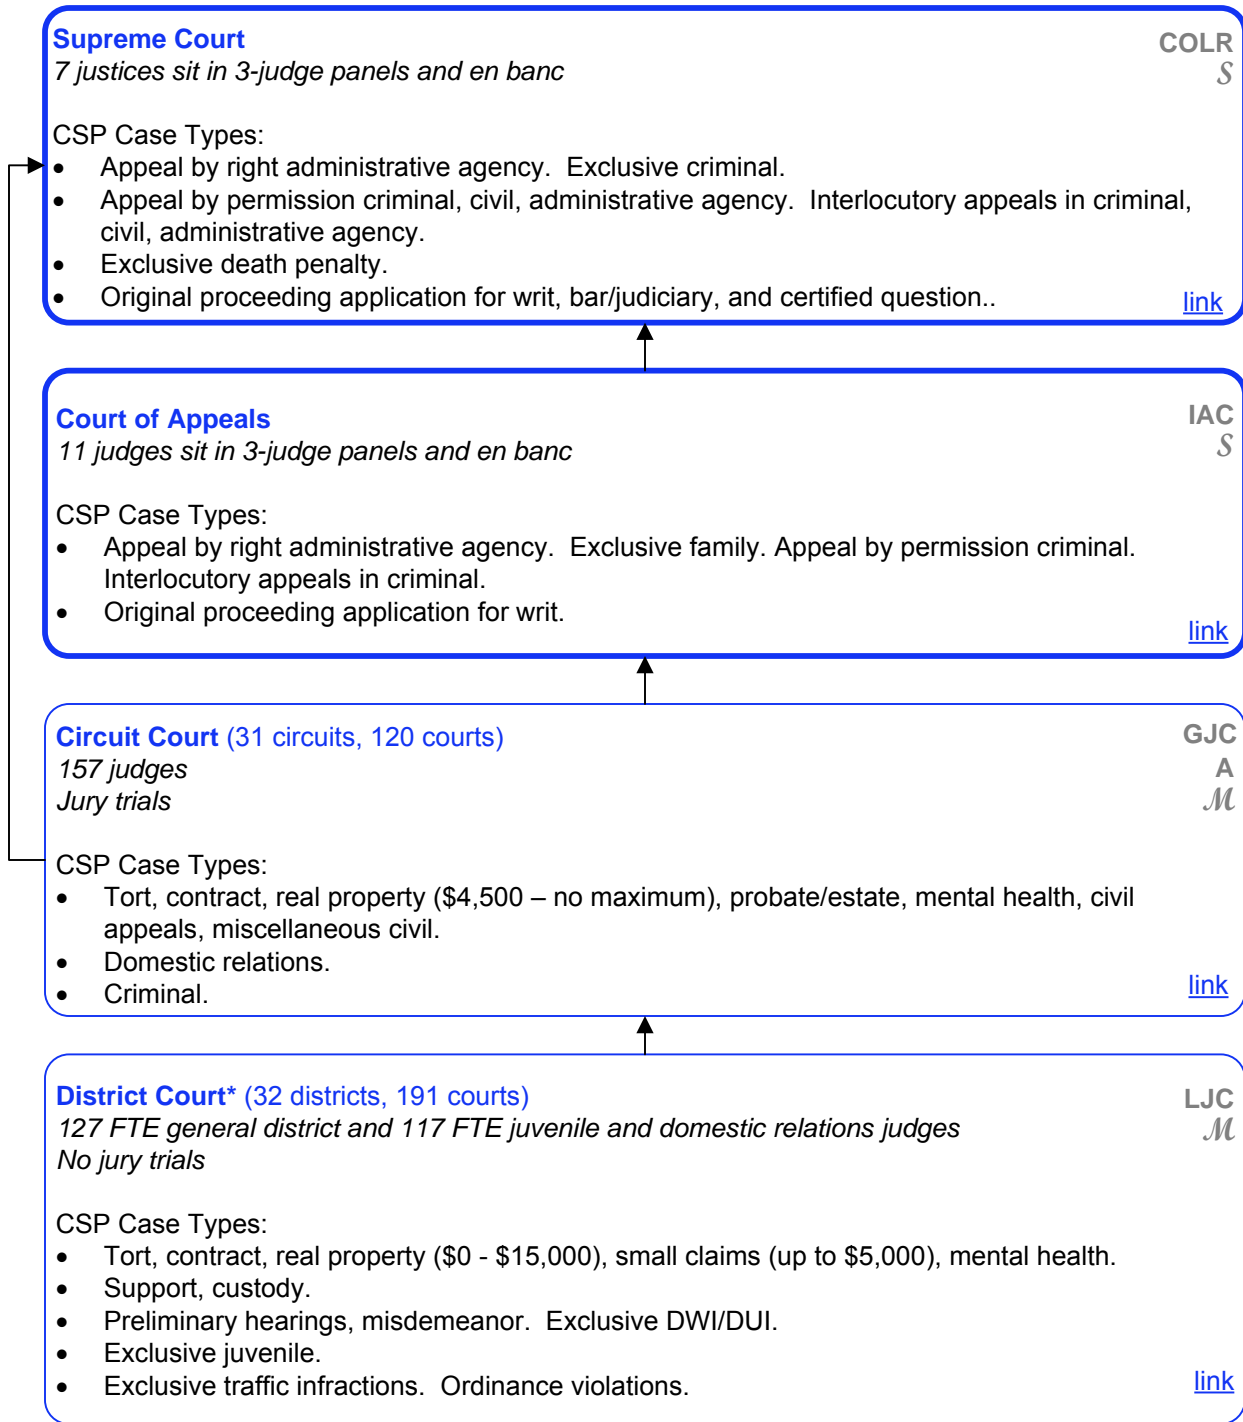 Supreme Court
COLR
7 justices sit in 3-judge panels and en banc
S
CSP Case Types:
• Appeal by right administrative agency.  Exclusive criminal.
• Appeal by permission criminal, civil, administrative agency.  Interlocutory appeals in criminal,
civil, administrative agency.
• Exclusive death penalty.
• Original proceeding application for writ, bar/judiciary, and certified question..
link
Court of Appeals
IAC
11 judges sit in 3-judge panels and en banc
S
CSP Case Types:
• Appeal by right administrative agency.  Exclusive family. Appeal by permission criminal.
Interlocutory appeals in criminal.
• Original proceeding application for writ.
link
Circuit Court (31 circuits, 120 courts)
GJC
157 judges
A
Jury trials
M
CSP Case Types:
• Tort, contract, real property ($4,500 – no maximum), probate/estate, mental health, civil
appeals, miscellaneous civil.
• Domestic relations.
• Criminal.
link
District Court* (32 districts, 191 courts)
LJC
127 FTE general district and 117 FTE juvenile and domestic relations judges
M
No jury trials
CSP Case Types:
• Tort, contract, real property ($0 - $15,000), small claims (up to $5,000), mental health.
• Support, custody.
• Preliminary hearings, misdemeanor.  Exclusive DWI/DUI.
• Exclusive juvenile.
• Exclusive traffic infractions.  Ordinance violations.
link